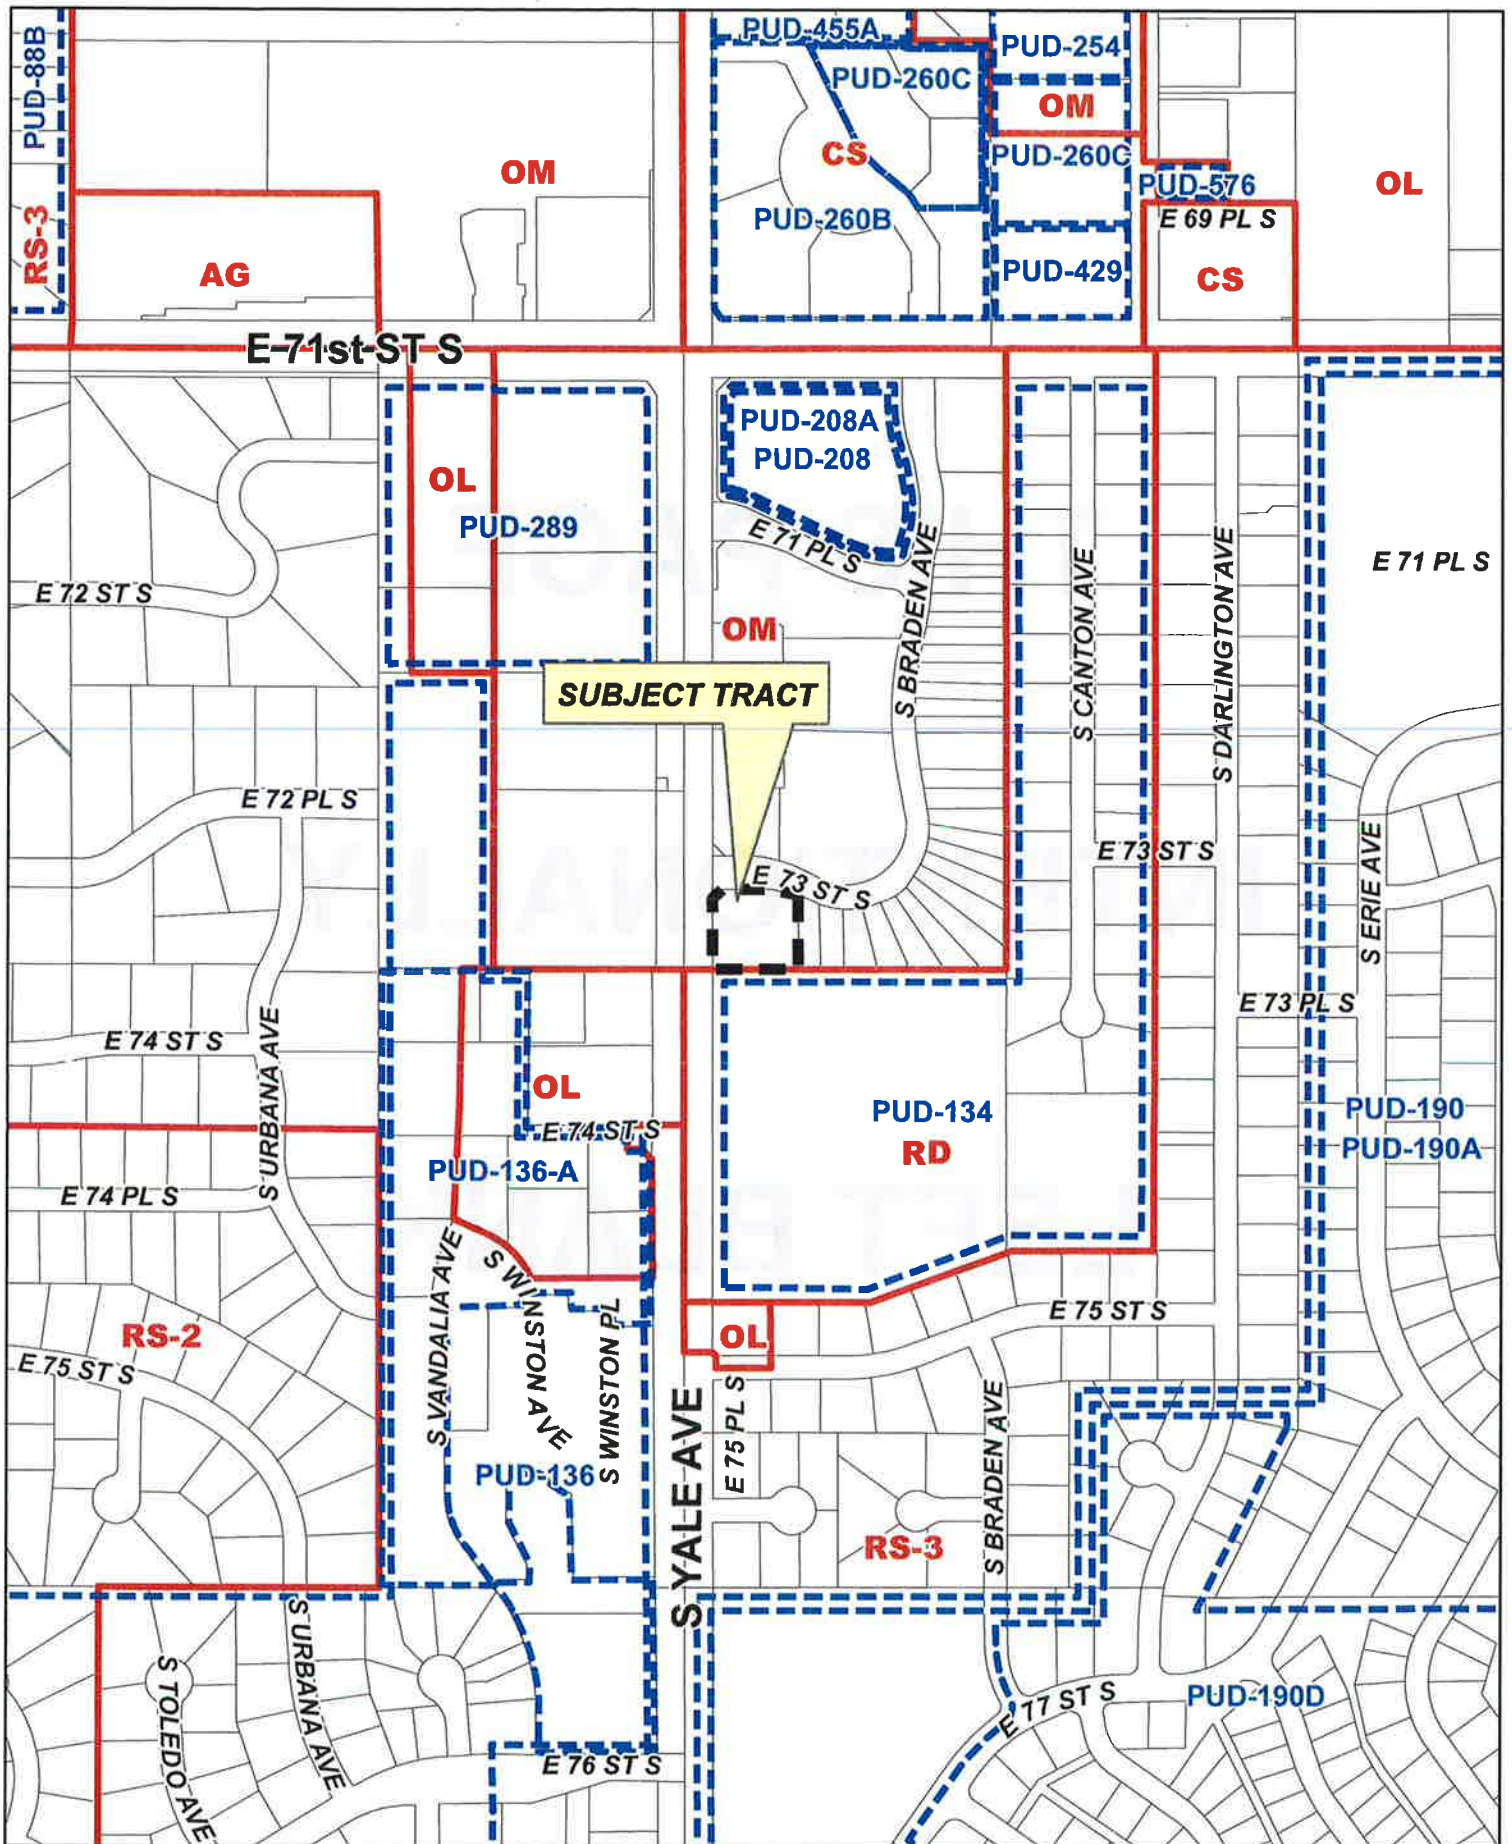 PUD-88B
PUD-455A
PUD-254
PUD-260C
OM
OM
CS
PUD-260C
PUD-576
OL
PUD-260B
E 69 PL S
RS-3
AG
PUD-429
CS
E 71st ST S
PUD-208A
PUD-208
OL
PUD-289
E 71 PL S
S BRADEN AVE
S CANTON AVE
S DARLINGTON AVE
E 71 PL S
E 72 ST S
OM
SUBJECT TRACT
E 72 PL S
E 73 ST S
E 73 ST S
S ERIE AVE
E 73 PL S
E 74 ST S
S URBANA AVE
OL
E 74 ST S
PUD-134
RD
PUD-190
PUD-190A
PUD-136-A
E 74 PL S
S VANDALIA AVE
S WINSTON AVE
S WINSTON PL
RS-2
E 75 ST S
OL
E 75 ST S
E 75 PL S
S YALE AVE
S BRADEN AVE
PUD-136
RS-3
S TOLEDO AVE
S URBANA AVE
E 76 ST S
E 77 ST S
PUD-190D